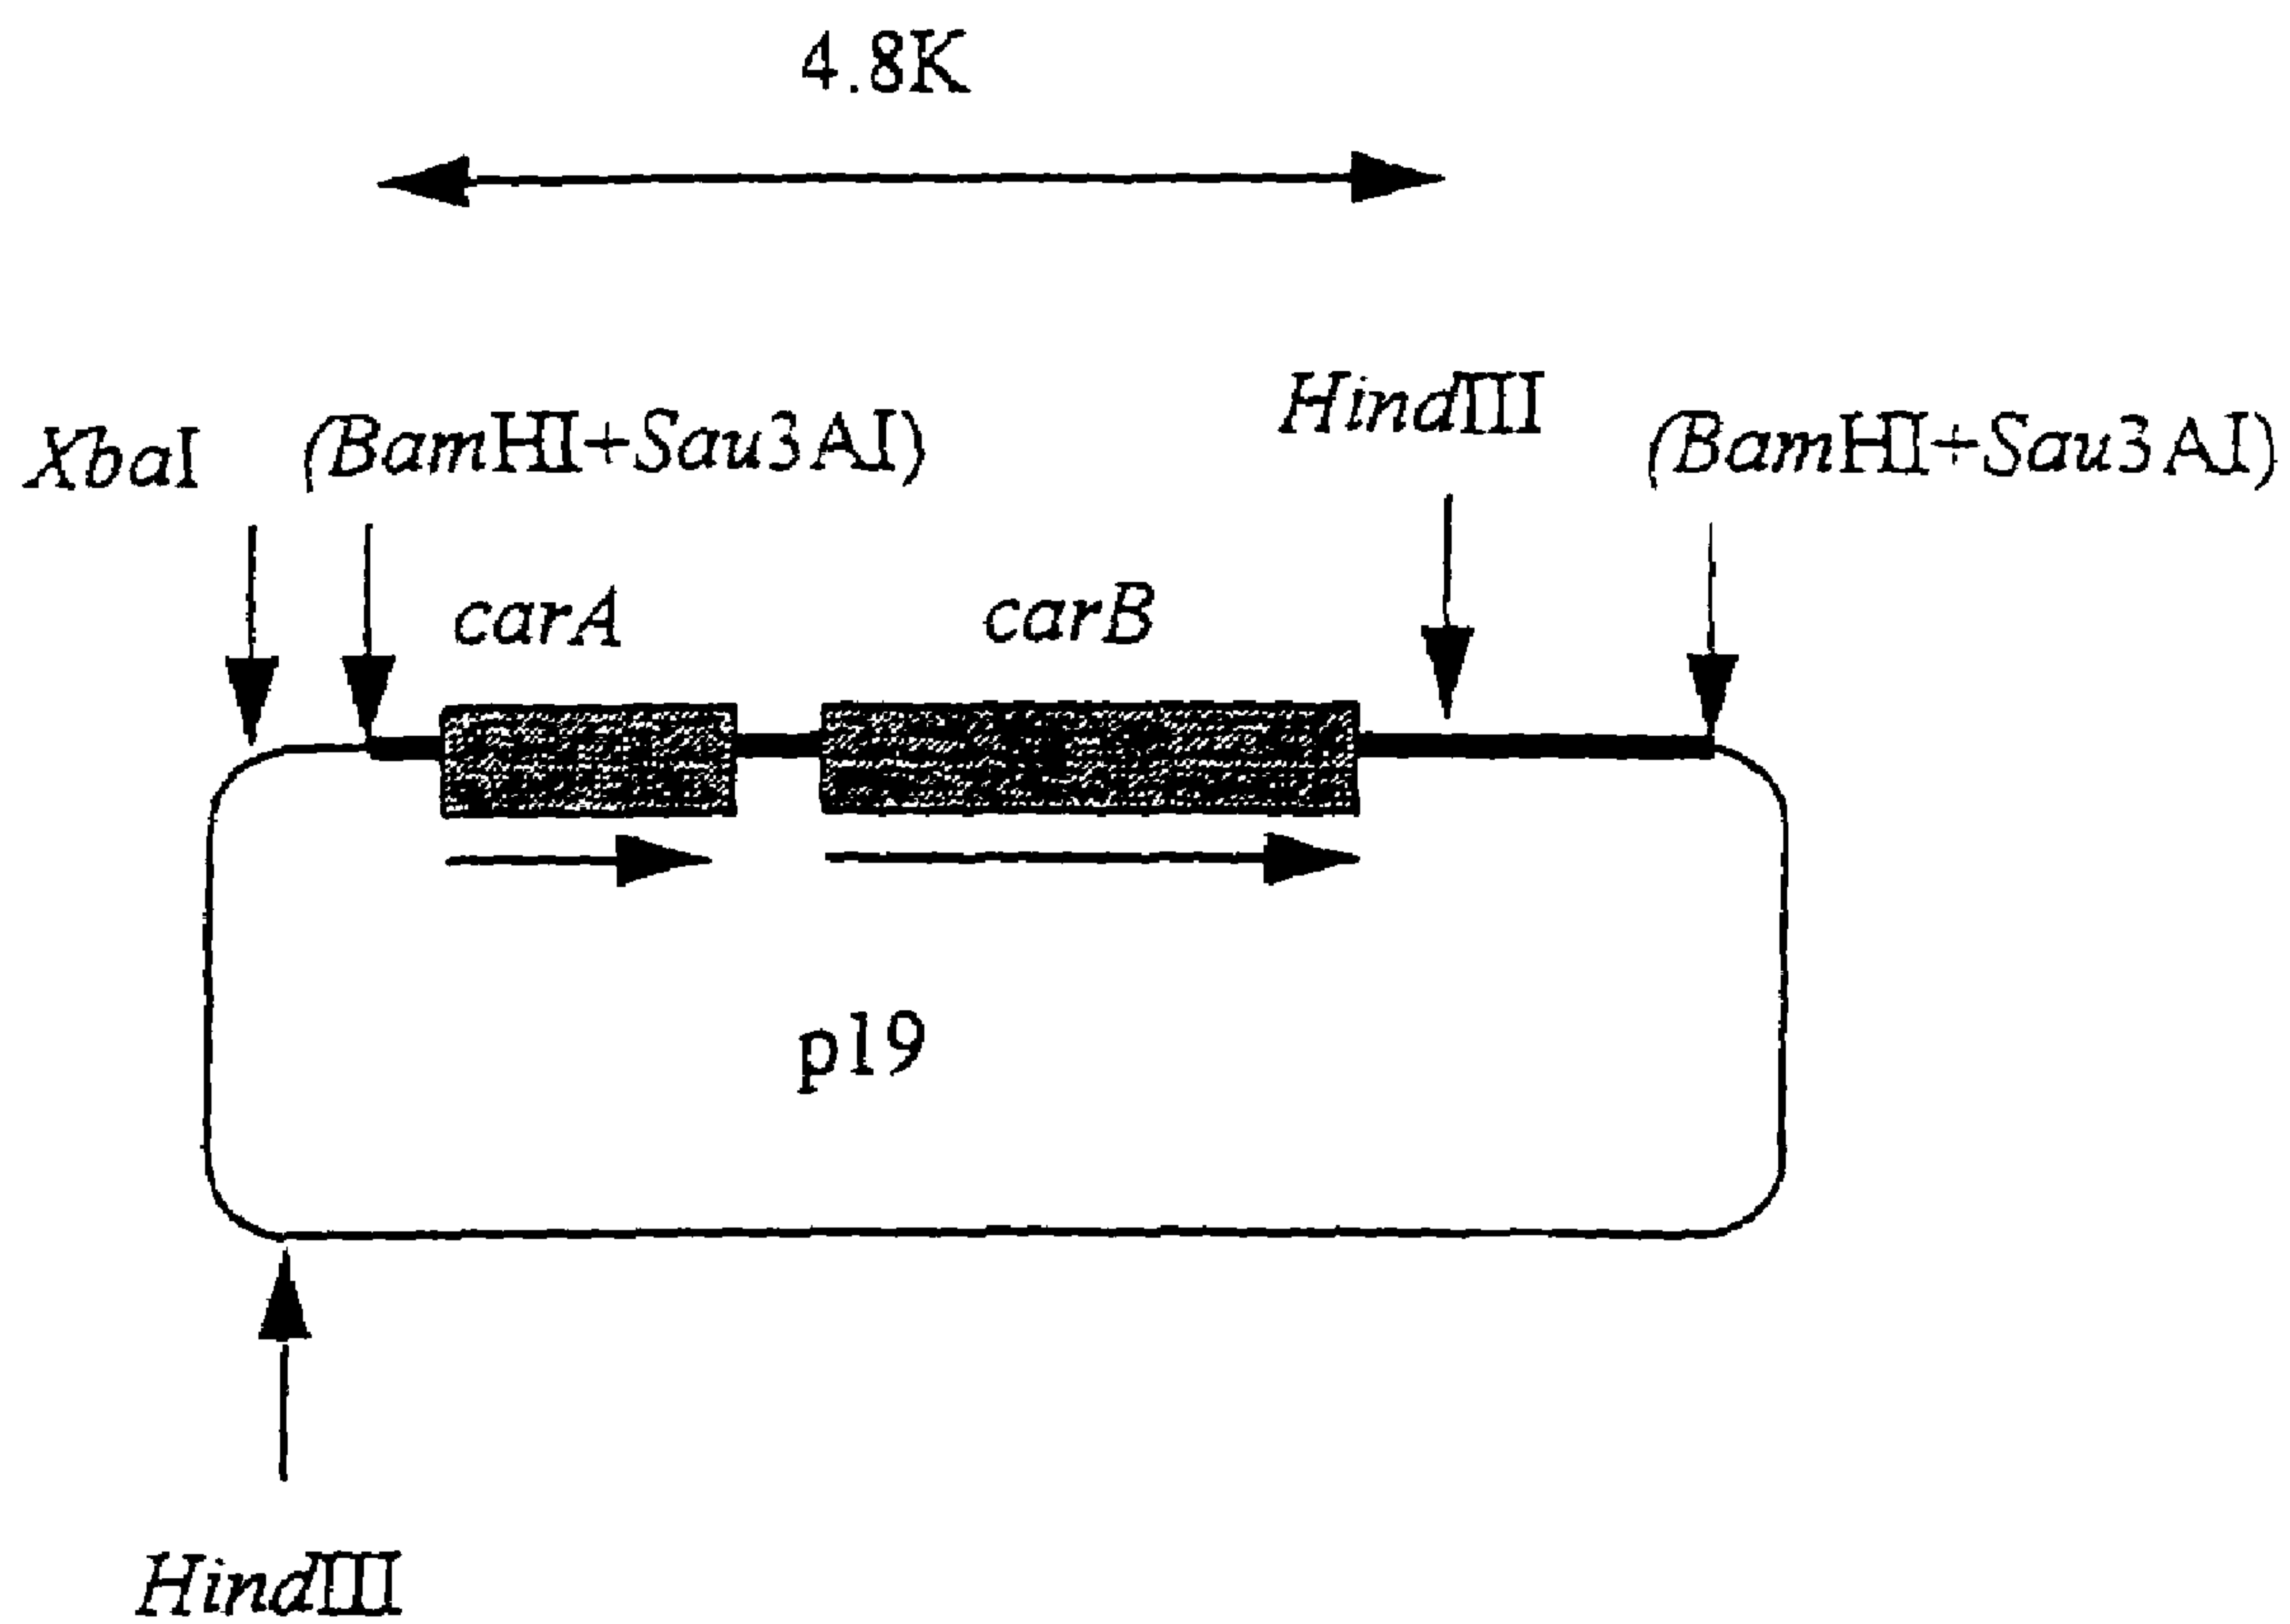 4.8K
HindIII
XbaI (BamHI+Sau3AI) (BamHI+Sau3AI)
carA carB
p19
HindIII